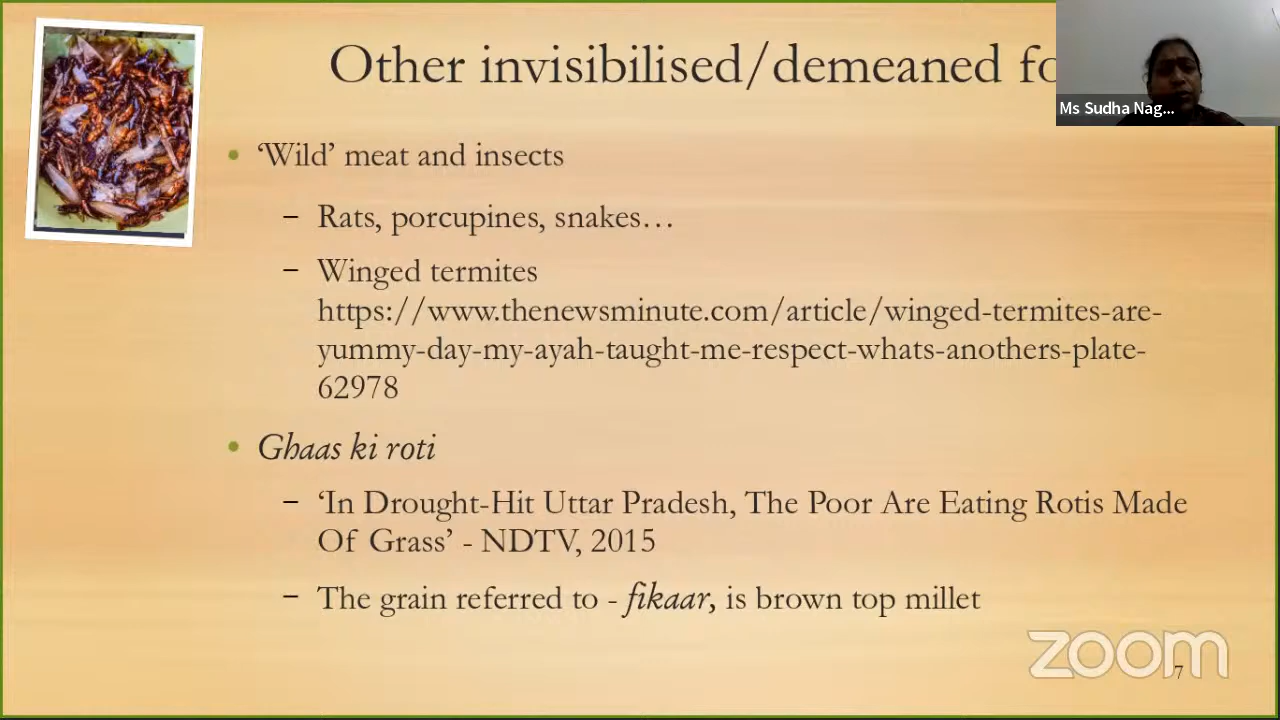 Other invisibilised/demeaned fo
Ms Sudha Nag...
• ‘Wild’ meat and insects
– Rats, porcupines, snakes…
– Winged termites
https://www.thenewsminute.com/article/winged-termites-are-
yummy-day-my-ayah-taught-me-respect-whats-anothers-plate-
62978
• Ghaas ki roti
– ‘In Drought-Hit Uttar Pradesh, The Poor Are Eating Rotis Made
Of Grass’ - NDTV, 2015
– The grain referred to - fikaar, is brown top millet
zoom
7